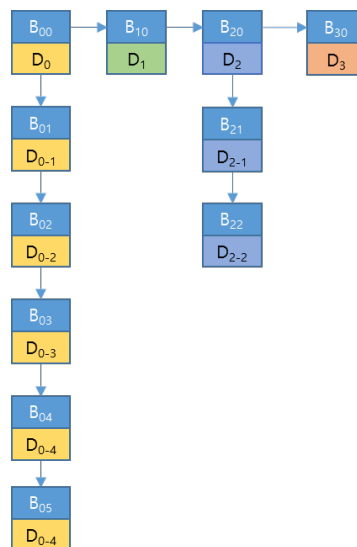 B₀₀ B₁₀ B₂₀ B₃₀
D₀ D₁ D₂ D₃
B₀₁ B₂₁
D₀₋₁ D₂₋₁
B₀₂ B₂₂
D₀₋₂ D₂₋₂
B₀₃
D₀₋₃
B₀₄
D₀₋₄
B₀₅
D₀₋₄